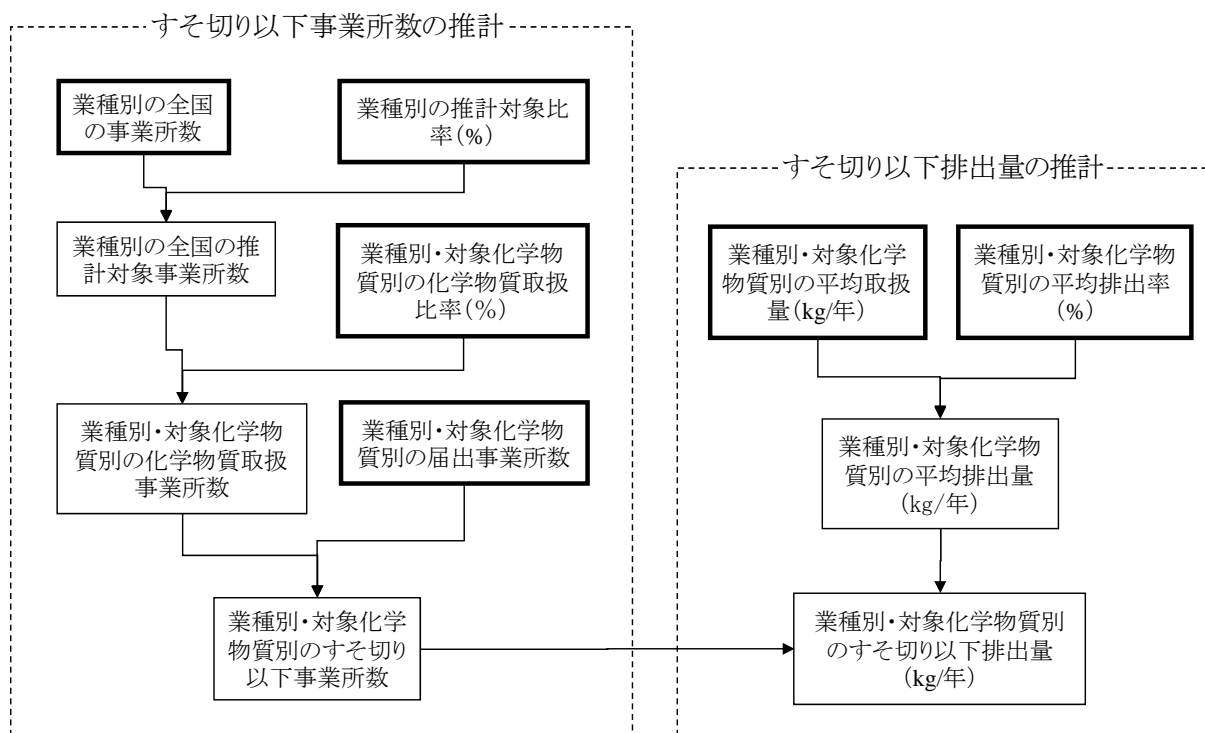 すそ切り以下事業所数の推計
業種別の全国
の事業所数
業種別の推計対象比
率(%)
業種別の全国の推
計対象事業所数
業種別・対象化学物
質別の化学物質取扱
比率(%)
業種別・対象化学物
質別の化学物質取扱
事業所数
業種別・対象化学物
質別の届出事業所数
業種別・対象化学
物質別のすそ切り
以下事業所数
すそ切り以下排出量の推計
業種別・対象化学
物質別の平均取扱
量(kg/年)
業種別・対象化学物
質別の平均排出率
(%)
業種別・対象化学物
質別の平均排出量
(kg/年)
業種別・対象化学物質別
のすそ切り以下排出量
(kg/年)